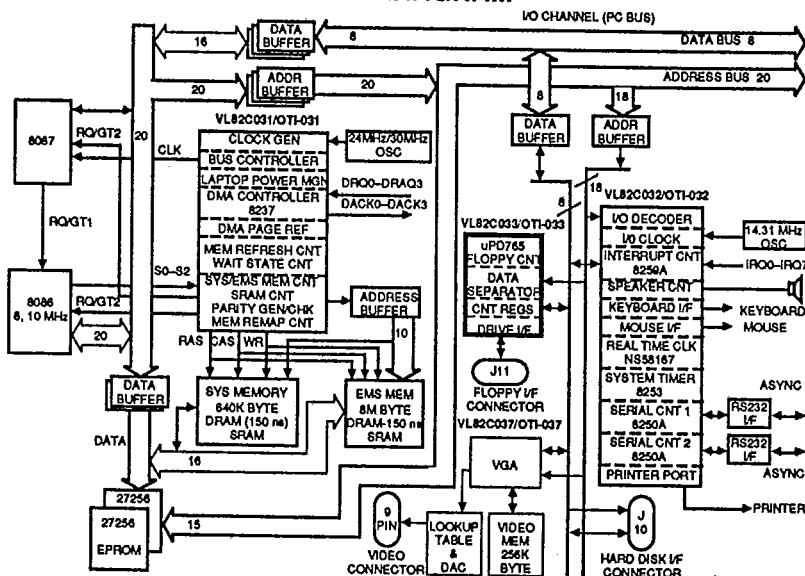 I/O CHANNEL (PC BUS)
DATA BUFFER
16
8
DATA BUS 8
ADDR BUFFER
20
20
ADDRESS BUS 20
8
18
DATA BUFFER
ADDR BUFFER
VL82C031/OTI-031
8087
RQ/GT2
20
CLK
CLOCK GEN
24MHz/30MHz OSC
BUS CONTROLLER
LAPTOP POWER MGN
DMA CONTROLLER 8237
DRQ0-DRAQ3
DACK0-DACK3
DMA PAGE REF
MEM REFRESH CNT
WAIT STATE CNT
SYS/EMS MEM CNT
SRAM CNT
PARITY GEN/CHK
MEM REMAP CNT
RQ/GT1
S0-S2
8086
8, 10 MHz
RQ/GT2
20
RAS
CAS
WR
ADDRESS BUFFER
10
DATA BUFFER
SYS MEMORY
640K BYTE
DRAM (150 ns)
SRAM
EMS MEM
8M BYTE
DRAM-150 ns
SRAM
DATA
16
27256
27256
EPROM
15
8
18
VL82C033/OTI-033
uPD765
FLOPPY CNT
DATA SEPARATOR
CNT REGS
DRIVE I/F
J11
FLOPPY I/F CONNECTOR
VL82C037/OTI-037
VGA
9 PIN
VIDEO CONNECTOR
LOOKUP TABLE & DAC
VIDEO MEM 256K BYTE
VL82C032/OTI-032
I/O DECODER
I/O CLOCK
14.31 MHz OSC
INTERRUPT CNT 8259A
IRQ0-IRQ7
SPEAKER CNT
KEYBOARD I/F
KEYBOARD
MOUSE I/F
MOUSE
REAL TIME CLK
NS58167
SYSTEM TIMER
8253
ASYNC
SERIAL CNT 1
8250A
RS232 I/F
SERIAL CNT 2
8250A
RS232 I/F
ASYNC
PRINTER PORT
PRINTER
J 10
HARD DISK I/F CONNECTOR